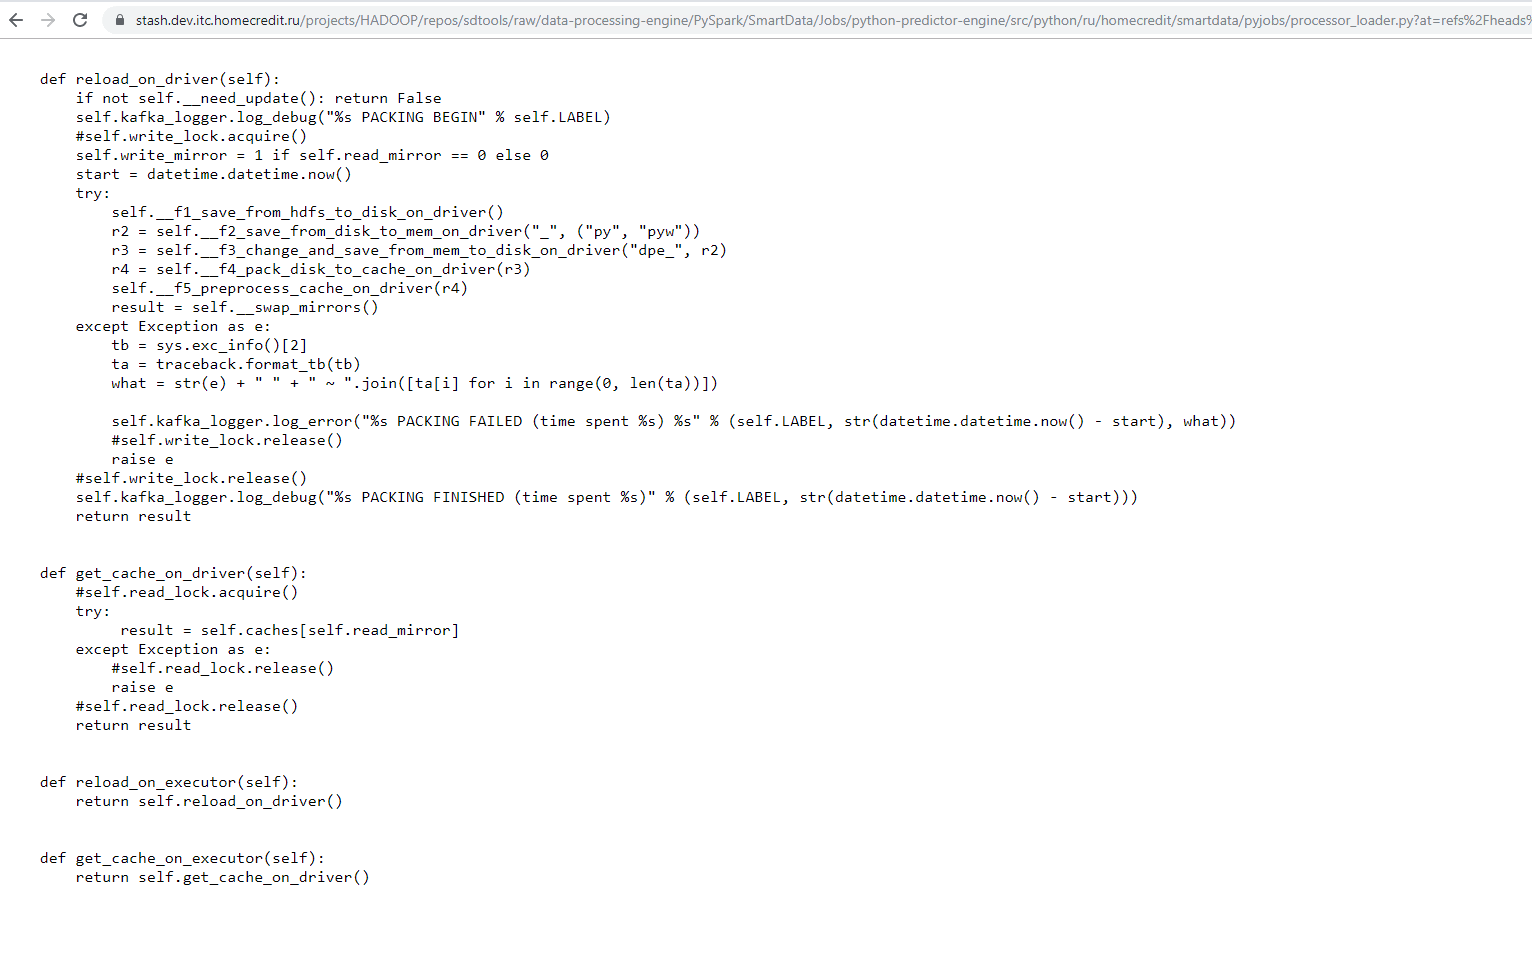 stash.dev.itc.homecredit.ru/projects/HADOOP/repos/sdtools/raw/data-processing-engine/PySpark/SmartData/Jobs/python-predictor-engine/src/python/ru/homecredit/smartdata/pyjobs/processor_loader.py?at=refs%2Fheads%
def reload_on_driver(self):
    if not self.__need_update(): return False
    self.kafka_logger.log_debug("%s PACKING BEGIN" % self.LABEL)
    #self.write_lock.acquire()
    self.write_mirror = 1 if self.read_mirror == 0 else 0
    start = datetime.datetime.now()
    try:
        self.__f1_save_from_hdfs_to_disk_on_driver()
        r2 = self.__f2_save_from_disk_to_mem_on_driver("_", ("py", "pyw"))
        r3 = self.__f3_change_and_save_from_mem_to_disk_on_driver("dpe_", r2)
        r4 = self.__f4_pack_disk_to_cache_on_driver(r3)
        self.__f5_preprocess_cache_on_driver(r4)
        result = self.__swap_mirrors()
    except Exception as e:
        tb = sys.exc_info()[2]
        ta = traceback.format_tb(tb)
        what = str(e) + " " + " ~ ".join([ta[i] for i in range(0, len(ta))])
        self.kafka_logger.log_error("%s PACKING FAILED (time spent %s) %s" % (self.LABEL, str(datetime.datetime.now() - start), what))
        #self.write_lock.release()
        raise e
    #self.write_lock.release()
    self.kafka_logger.log_debug("%s PACKING FINISHED (time spent %s)" % (self.LABEL, str(datetime.datetime.now() - start)))
    return result
def get_cache_on_driver(self):
    #self.read_lock.acquire()
    try:
         result = self.caches[self.read_mirror]
    except Exception as e:
        #self.read_lock.release()
        raise e
    #self.read_lock.release()
    return result
def reload_on_executor(self):
    return self.reload_on_driver()
def get_cache_on_executor(self):
    return self.get_cache_on_driver()